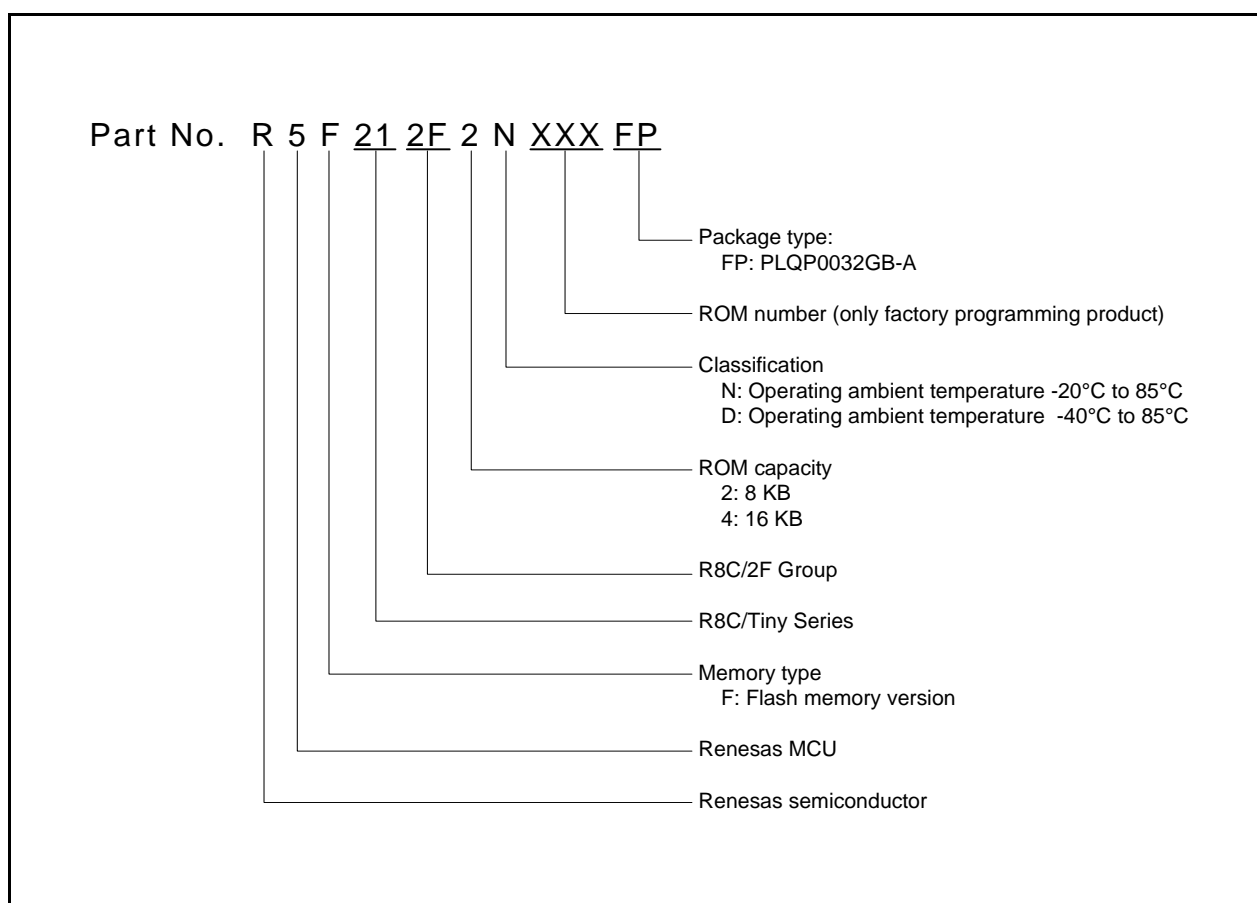 Part No. R 5 F 21 2F 2 N XXX FP
Package type:
FP: PLQP0032GB-A
ROM number (only factory programming product)
Classification
N: Operating ambient temperature -20°C to 85°C
D: Operating ambient temperature -40°C to 85°C
ROM capacity
2: 8 KB
4: 16 KB
R8C/2F Group
R8C/Tiny Series
Memory type
F: Flash memory version
Renesas MCU
Renesas semiconductor